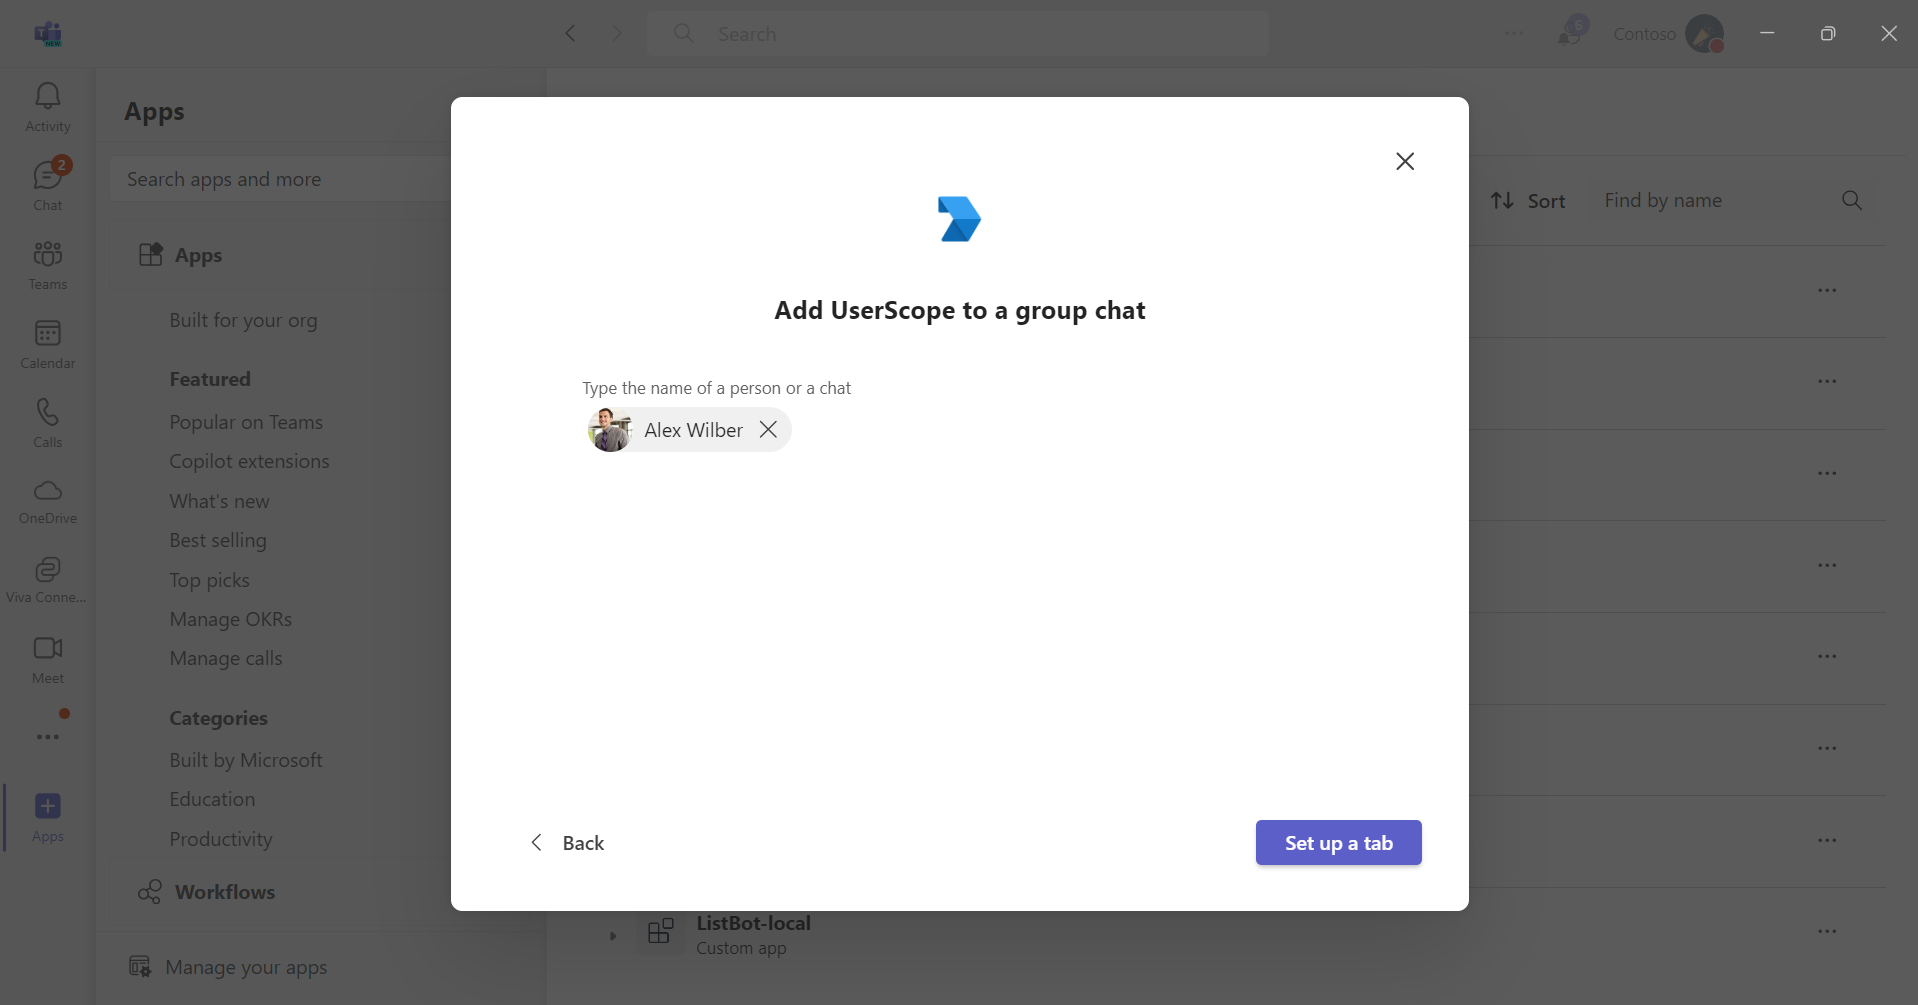 T
NEW
Search
6
Contoso
Activity
2
Chat
Teams
Calendar
Calls
OneDrive
Viva Conne...
Meet
Apps
Apps
Search apps and more
Apps
Built for your org
Featured
Popular on Teams
Copilot extensions
What's new
Best selling
Top picks
Manage OKRs
Manage calls
Categories
Built by Microsoft
Education
Productivity
Workflows
Manage your apps
Sort
Find by name
Add UserScope to a group chat
Type the name of a person or a chat
Alex Wilber
Back
Set up a tab
ListBot-local
Custom app